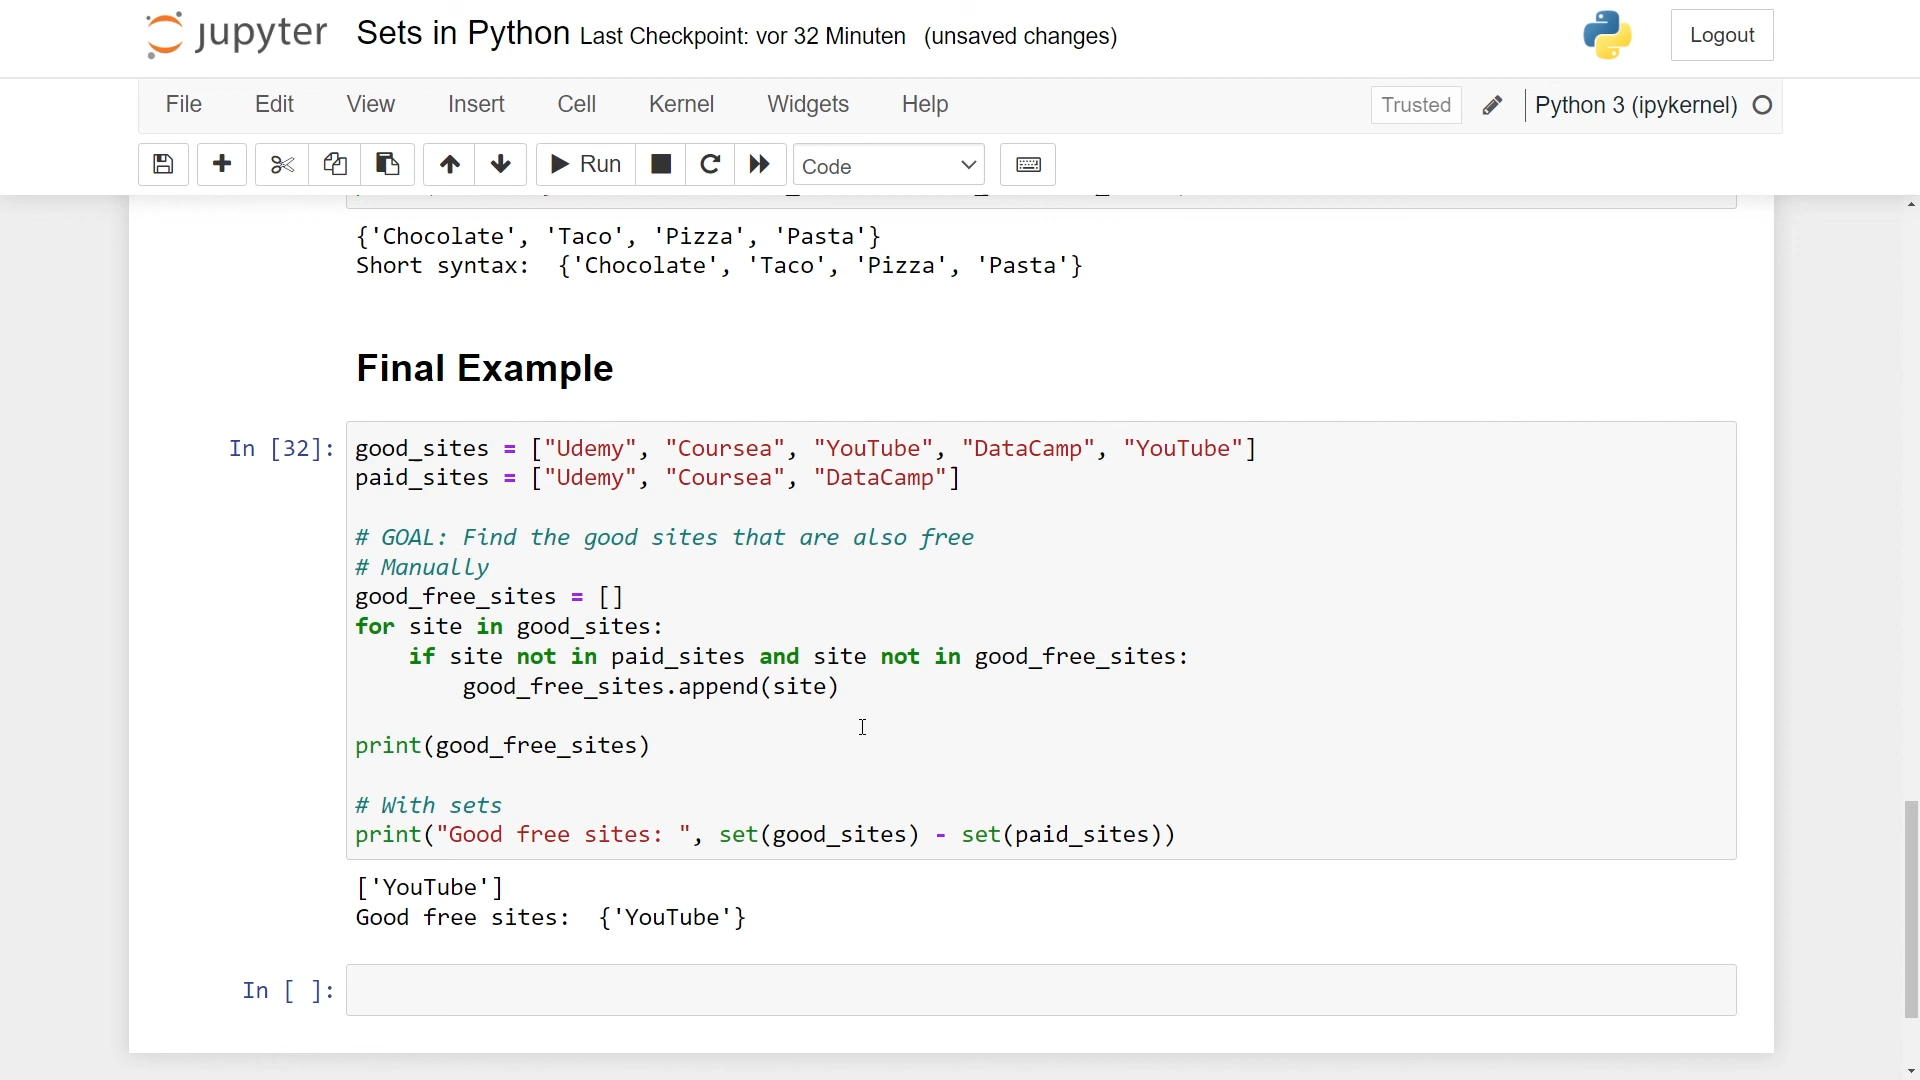 jupyter Sets in Python Last Checkpoint: vor 32 Minuten (unsaved changes) Logout
File Edit View Insert Cell Kernel Widgets Help Trusted Python 3 (ipykernel)
Run Code
{'Chocolate', 'Taco', 'Pizza', 'Pasta'}
Short syntax:  {'Chocolate', 'Taco', 'Pizza', 'Pasta'}
Final Example
In [32]: good_sites = ["Udemy", "Coursea", "YouTube", "DataCamp", "YouTube"]
paid_sites = ["Udemy", "Coursea", "DataCamp"]
# GOAL: Find the good sites that are also free
# Manually
good_free_sites = []
for site in good_sites:
    if site not in paid_sites and site not in good_free_sites:
        good_free_sites.append(site)
print(good_free_sites)
# With sets
print("Good free sites: ", set(good_sites) - set(paid_sites))
['YouTube']
Good free sites:  {'YouTube'}
In [ ]: